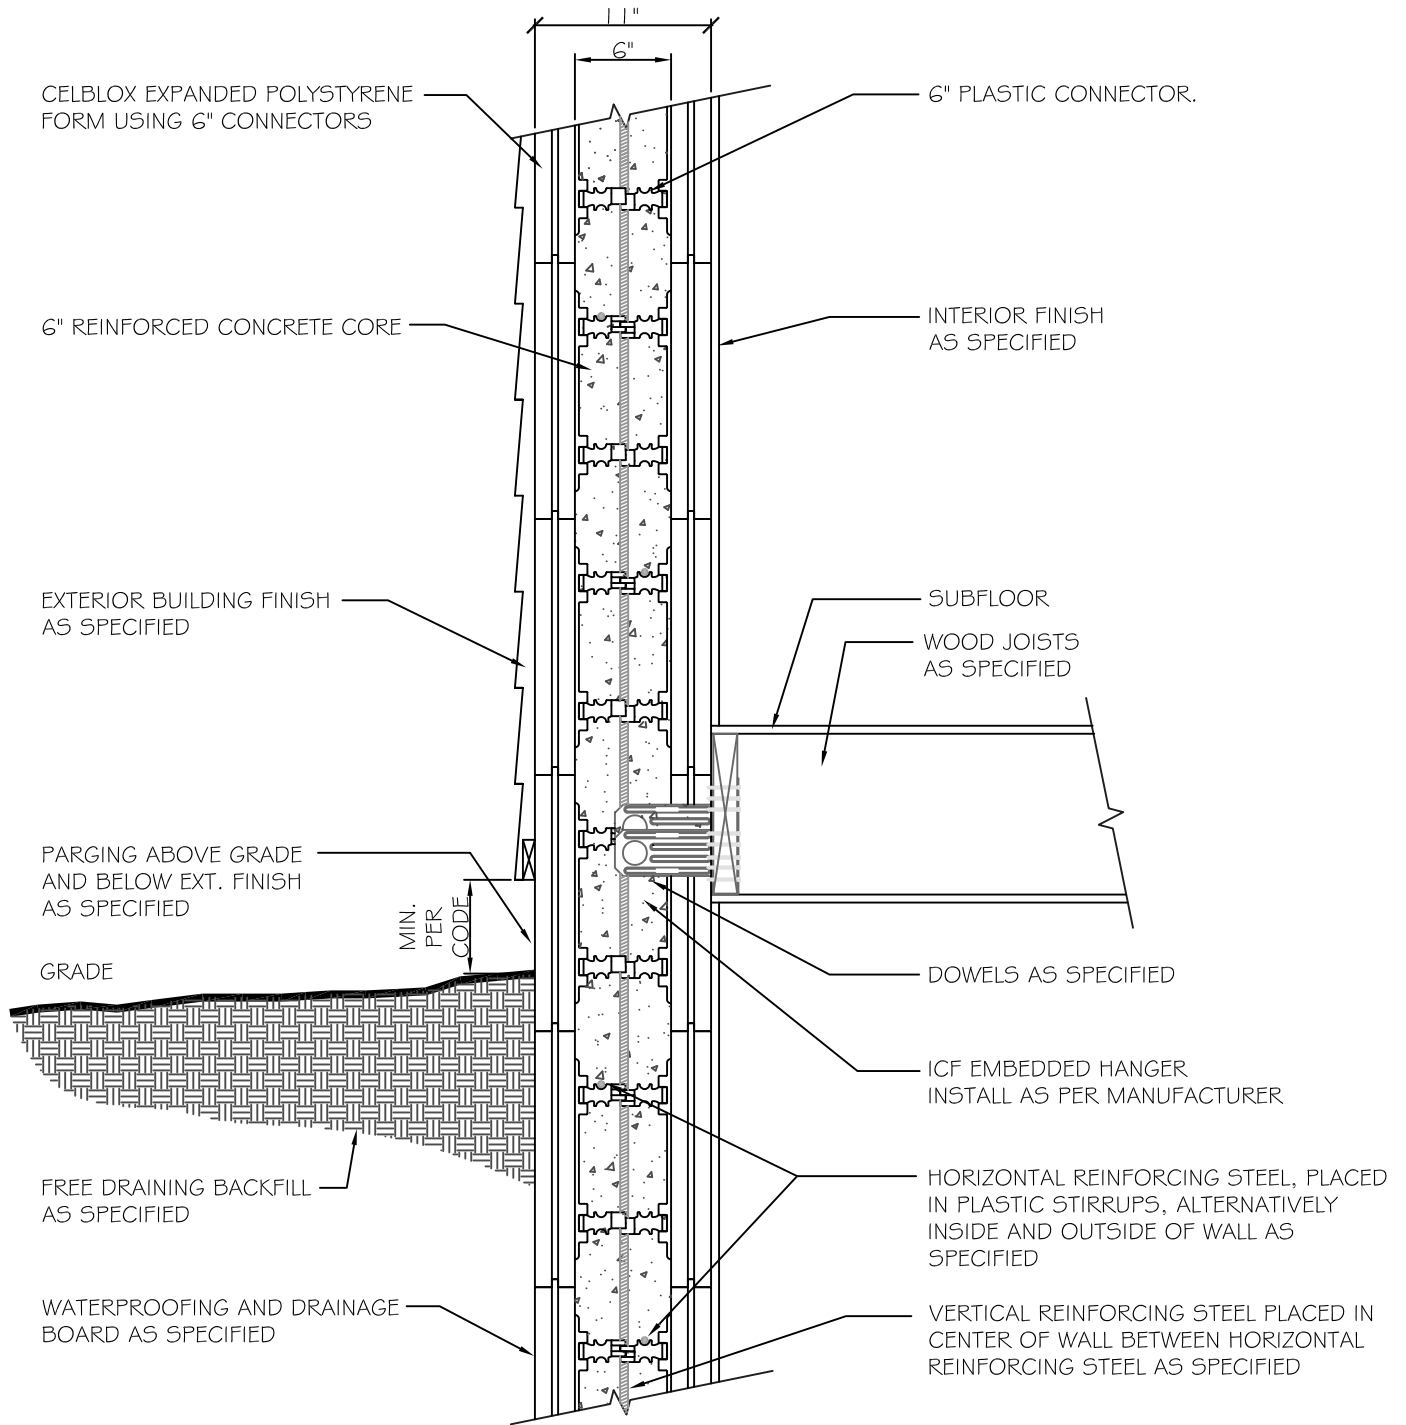 11"
6"
CELBLOX EXPANDED POLYSTYRENE
FORM USING 6" CONNECTORS
6" PLASTIC CONNECTOR.
6" REINFORCED CONCRETE CORE
INTERIOR FINISH
AS SPECIFIED
EXTERIOR BUILDING FINISH
AS SPECIFIED
SUBFLOOR
WOOD JOISTS
AS SPECIFIED
PARGING ABOVE GRADE
AND BELOW EXT. FINISH
AS SPECIFIED
MIN.
PER
CODE
GRADE
DOWELS AS SPECIFIED
ICF EMBEDDED HANGER
INSTALL AS PER MANUFACTURER
FREE DRAINING BACKFILL
AS SPECIFIED
HORIZONTAL REINFORCING STEEL, PLACED
IN PLASTIC STIRRUPS, ALTERNATIVELY
INSIDE AND OUTSIDE OF WALL AS
SPECIFIED
WATERPROOFING AND DRAINAGE
BOARD AS SPECIFIED
VERTICAL REINFORCING STEEL PLACED IN
CENTER OF WALL BETWEEN HORIZONTAL
REINFORCING STEEL AS SPECIFIED